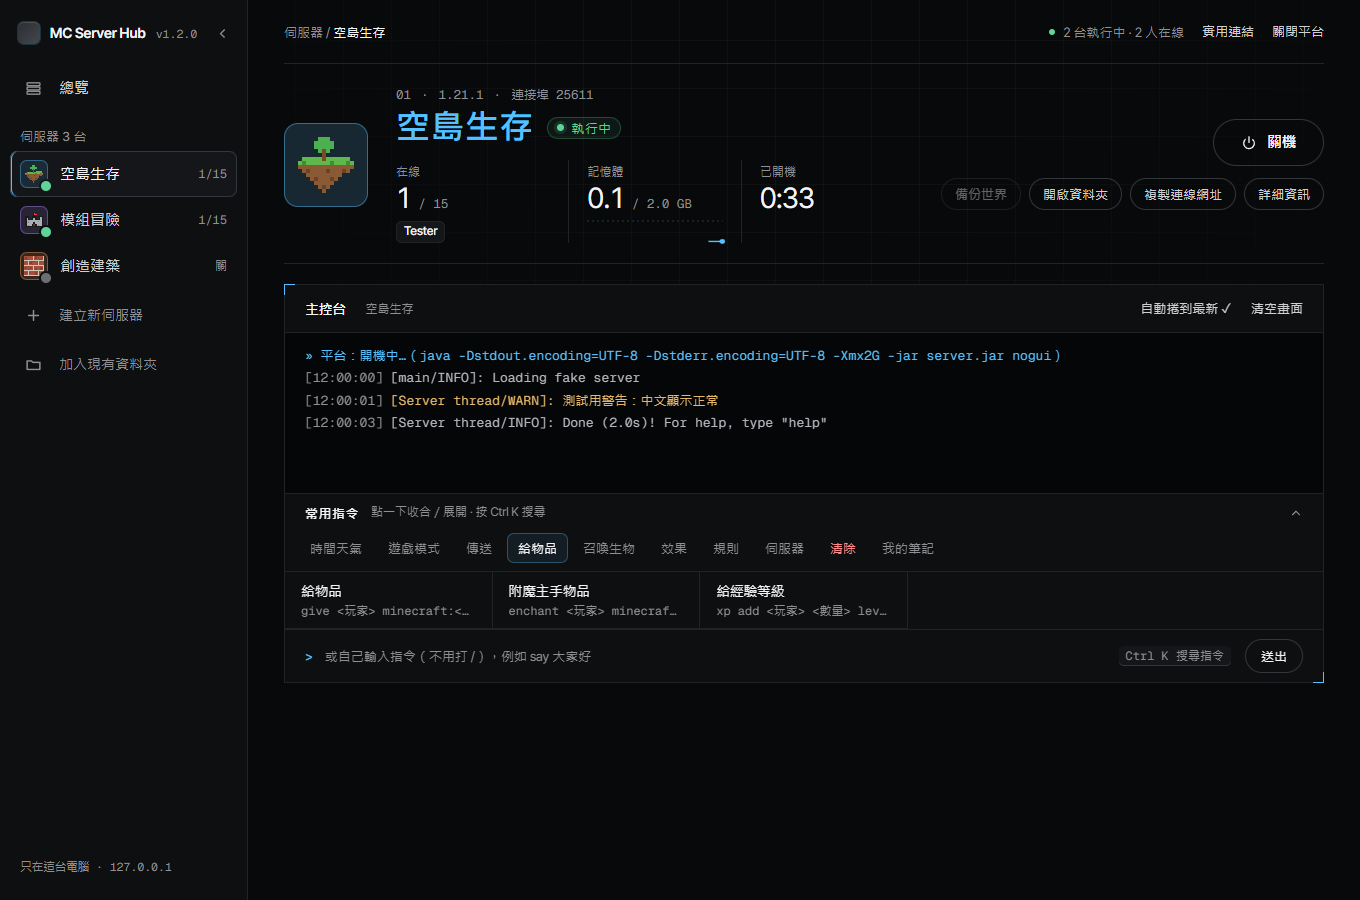 MC Server Hub v1.2.0
總覽
伺服器 3 台
空島生存 1/15
模組冒險 1/15
創造建築 關
建立新伺服器
加入現有資料夾
只在這台電腦 · 127.0.0.1
伺服器 / 空島生存
2 台執行中 · 2 人在線 實用連結 關閉平台
01 · 1.21.1 · 連接埠 25611
空島生存 執行中
關機
在線 記憶體 已開機
1 / 15 0.1 / 2.0 GB 0:33
Tester
備份世界 開啟資料夾 複製連線網址 詳細資訊
主控台 空島生存 自動捲到最新 ✓ 清空畫面
» 平台：開機中…（java -Dstdout.encoding=UTF-8 -Dstderr.encoding=UTF-8 -Xmx2G -jar server.jar nogui）
[12:00:00] [main/INFO]: Loading fake server
[12:00:01] [Server thread/WARN]: 測試用警告：中文顯示正常
[12:00:03] [Server thread/INFO]: Done (2.0s)! For help, type "help"
常用指令 點一下收合 / 展開 · 按 Ctrl K 搜尋
時間天氣 遊戲模式 傳送 給物品 召喚生物 效果 規則 伺服器 清除 我的筆記
給物品 附魔主手物品 給經驗等級
give <玩家> minecraft:<… enchant <玩家> minecraf… xp add <玩家> <數量> lev…
> 或自己輸入指令（不用打 /），例如 say 大家好 Ctrl K 搜尋指令 送出